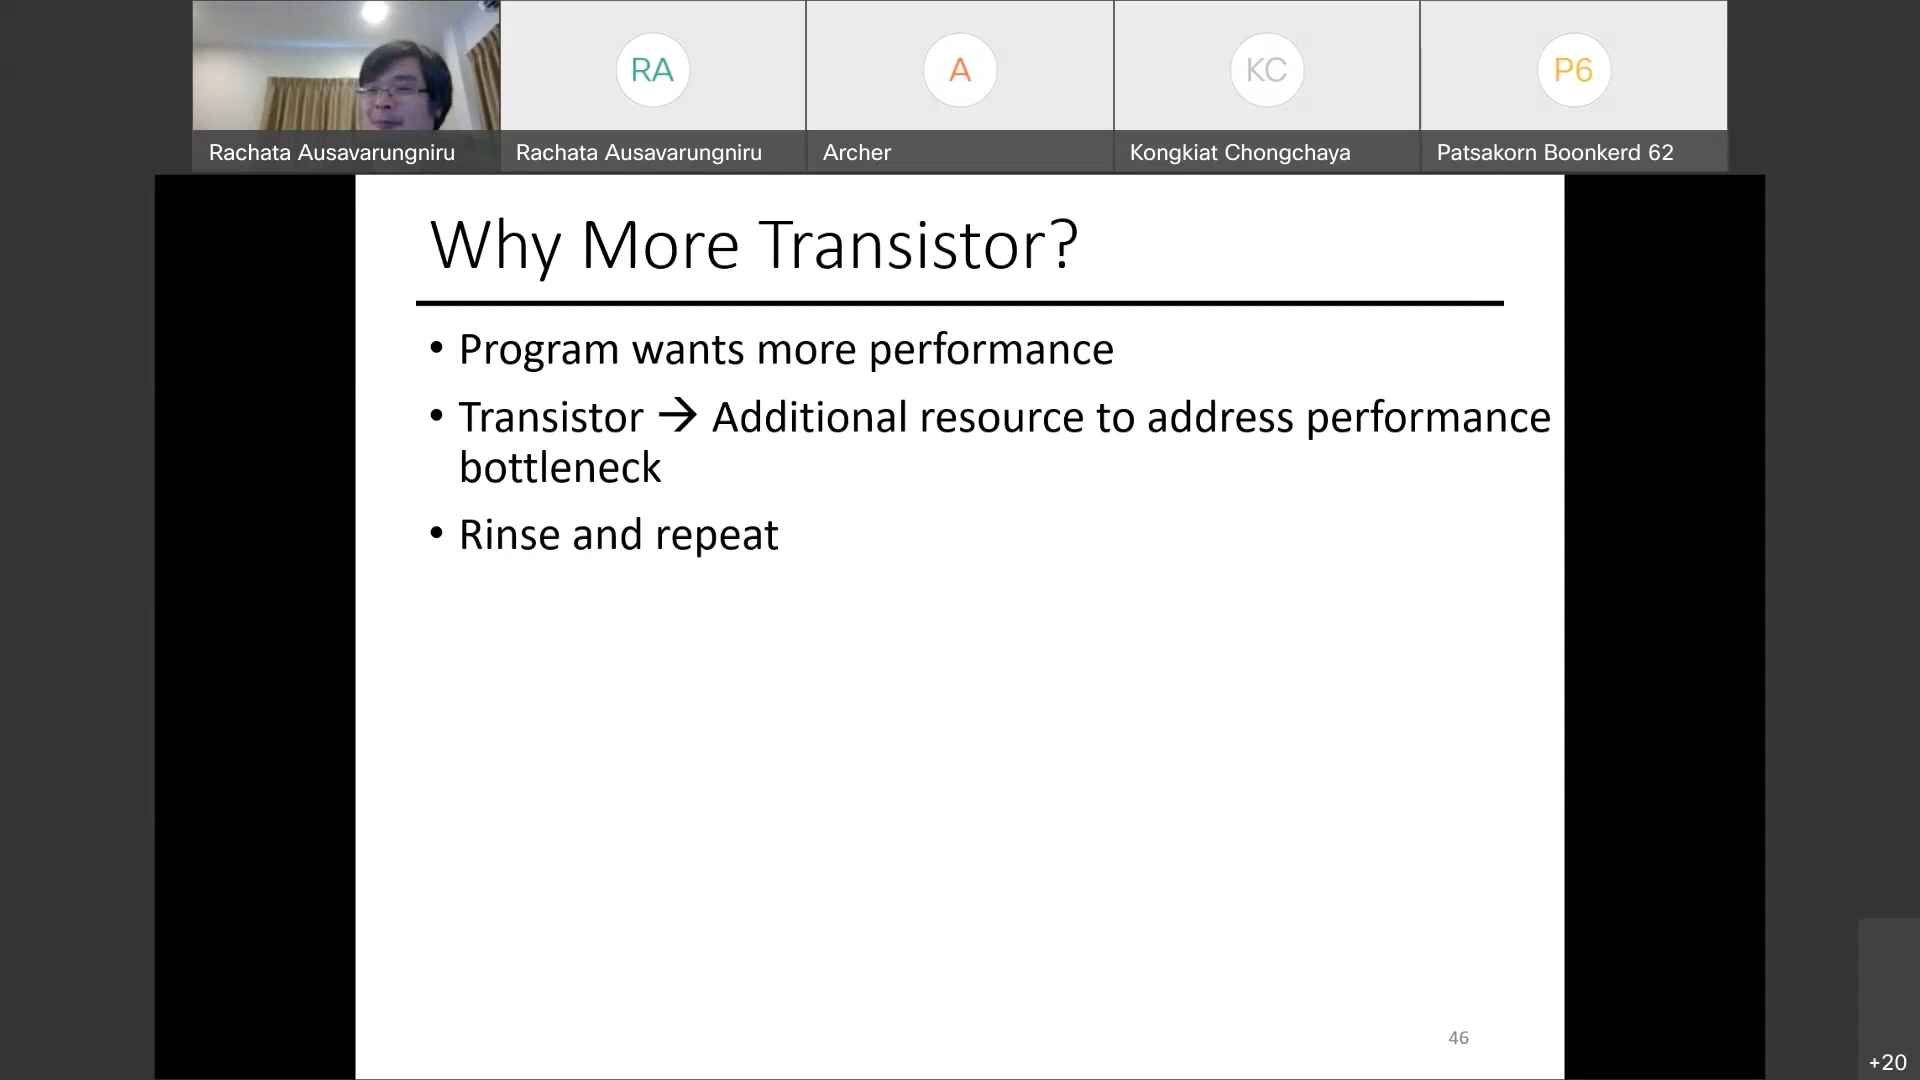 RA
A
KC
P6
Rachata Ausavarungniru
Rachata Ausavarungniru
Archer
Kongkiat Chongchaya
Patsakorn Boonkerd 62
Why More Transistor?
• Program wants more performance
• Transistor → Additional resource to address performance
bottleneck
• Rinse and repeat
46
+20